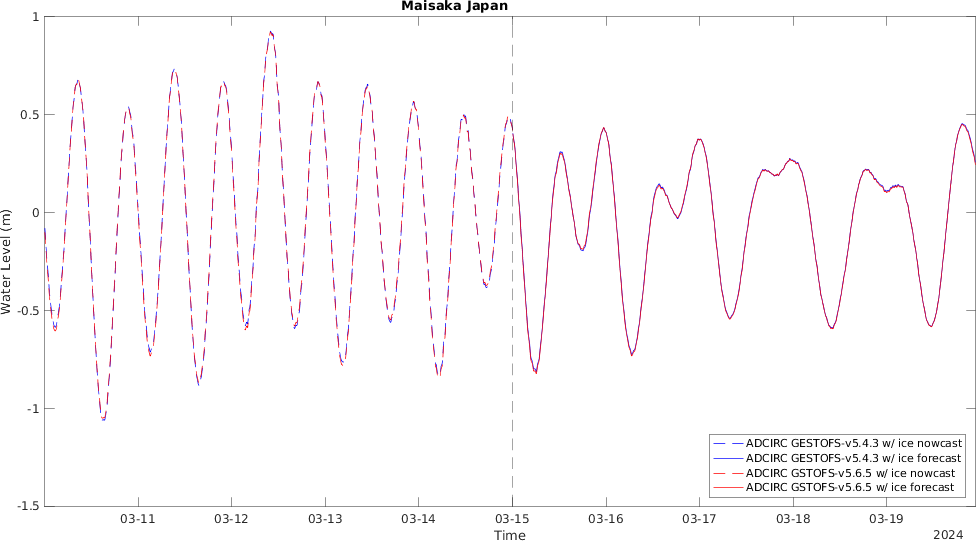 Maisaka Japan
1
0.5
0
-0.5
-1
-1.5
Water Level (m)
03-11 03-12 03-13 03-14 03-15 03-16 03-17 03-18 03-19
Time
2024
ADCIRC GESTOFS-v5.4.3 w/ ice nowcast
ADCIRC GESTOFS-v5.4.3 w/ ice forecast
ADCIRC GSTOFS-v5.6.5 w/ ice nowcast
ADCIRC GSTOFS-v5.6.5 w/ ice forecast